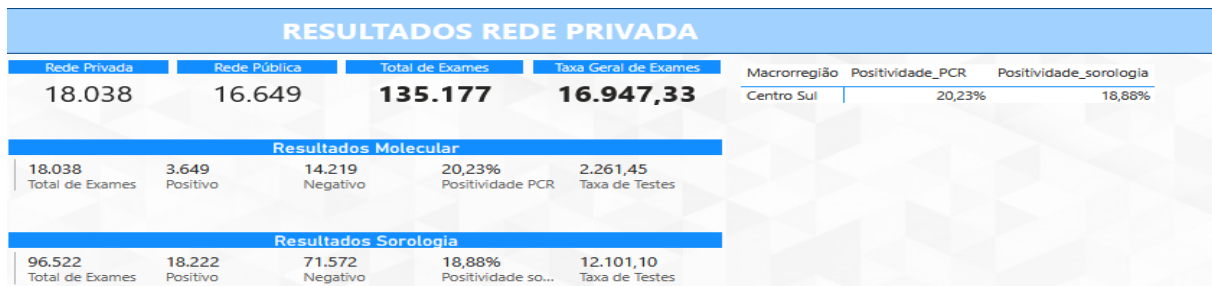 RESULTADOS REDE PRIVADA
Rede Privada Rede Pública Total de Exames Taxa Geral de Exames
18.038 16.649 135.177 16.947,33
Macrorregião Positividade_PCR Positividade_sorologia
Centro Sul 20,23% 18,88%
Resultados Molecular
18.038 3.649 14.219 20,23% 2.261,45
Total de Exames Positivo Negativo Positividade PCR Taxa de Testes
Resultados Sorologia
96.522 18.222 71.572 18,88% 12.101,10
Total de Exames Positivo Negativo Positividade so... Taxa de Testes